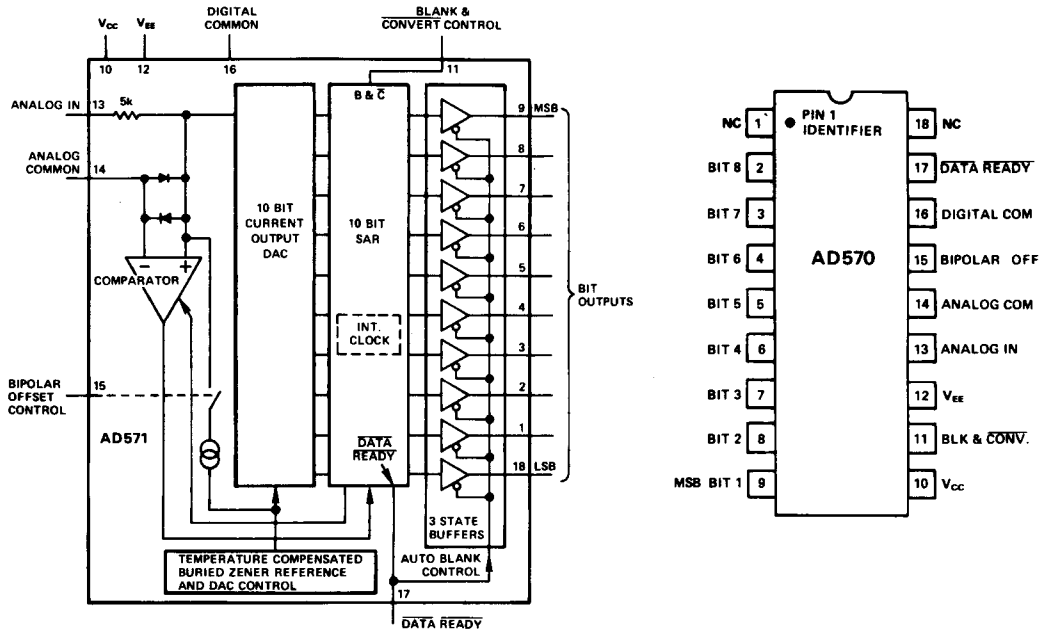 VCC
VEE
DIGITAL
COMMON
BLANK &
CONVERT CONTROL
10
12
16
11
ANALOG IN
13
5k
B & C
9
MSB
ANALOG
COMMON
14
8
7
6
5
4
3
2
1
18
LSB
10 BIT
CURRENT
OUTPUT
DAC
10 BIT
SAR
INT.
CLOCK
BIT
OUTPUTS
−
+
COMPARATOR
BIPOLAR
OFFSET
CONTROL
15
AD571
DATA
READY
3 STATE
BUFFERS
TEMPERATURE COMPENSATED
BURIED ZENER REFERENCE
AND DAC CONTROL
AUTO BLANK
CONTROL
17
DATA READY
PIN 1
IDENTIFIER
AD570
NC 1
BIT 8 2
BIT 7 3
BIT 6 4
BIT 5 5
BIT 4 6
BIT 3 7
BIT 2 8
MSB BIT 1 9
18 NC
17 DATA READY
16 DIGITAL COM
15 BIPOLAR OFF
14 ANALOG COM
13 ANALOG IN
12 VEE
11 BLK & CONV.
10 VCC